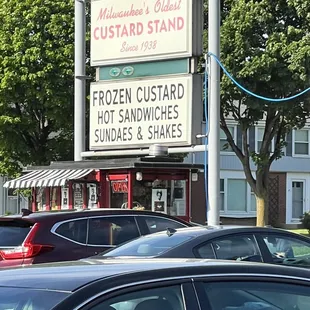 Milwaukee's Oldest
CUSTARD STAND
Since 1938
FROZEN CUSTARD
HOT SANDWICHES
SUNDAES & SHAKES